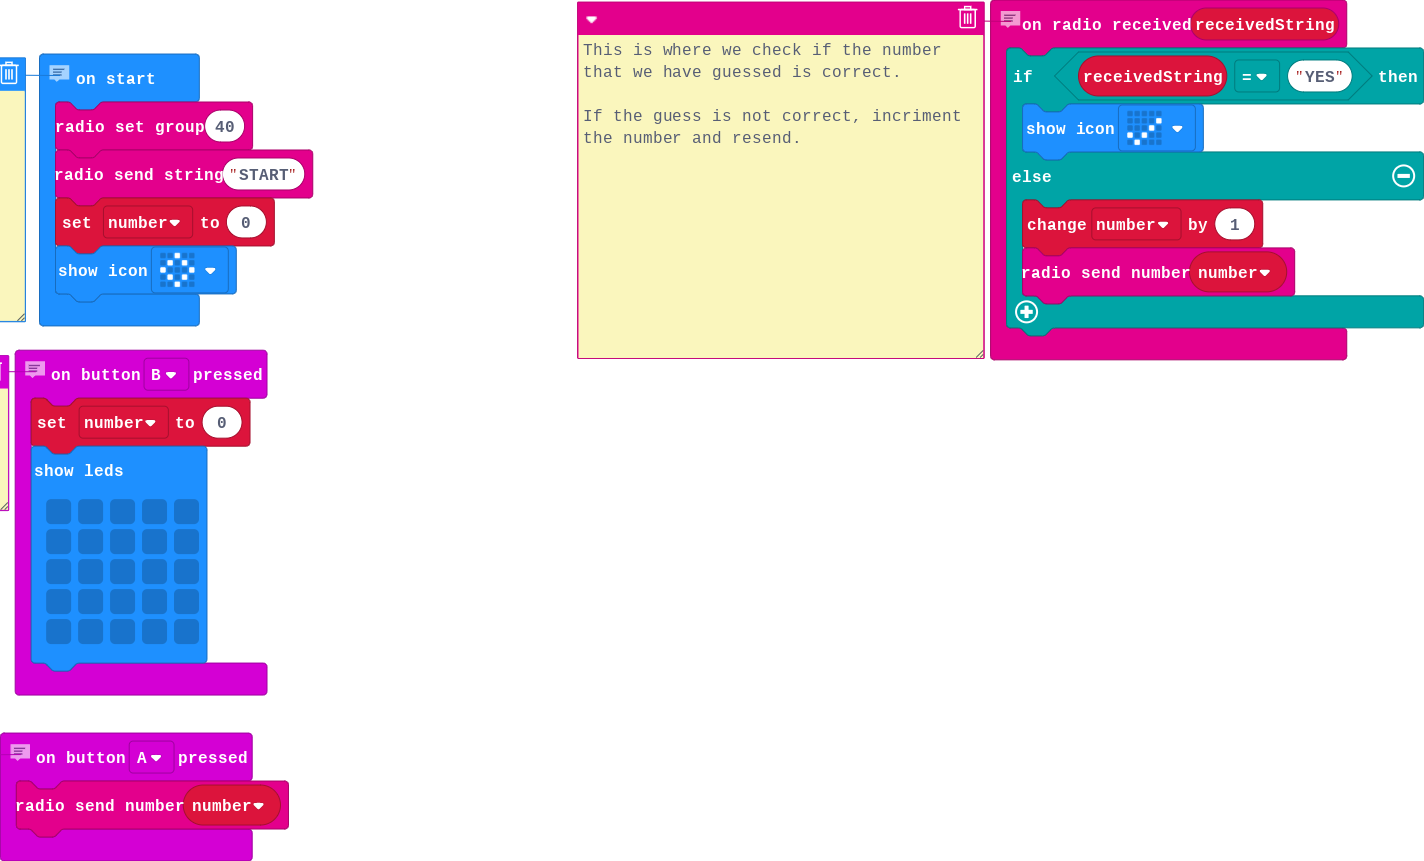 on start
radio set group 40
radio send string "START"
set number to 0
show icon
on button B pressed
set number to 0
show leds
on button A pressed
radio send number number
This is where we check if the number
that we have guessed is correct.
If the guess is not correct, incriment
the number and resend.
on radio received receivedString
if receivedString = "YES" then
show icon
else
change number by 1
radio send number number